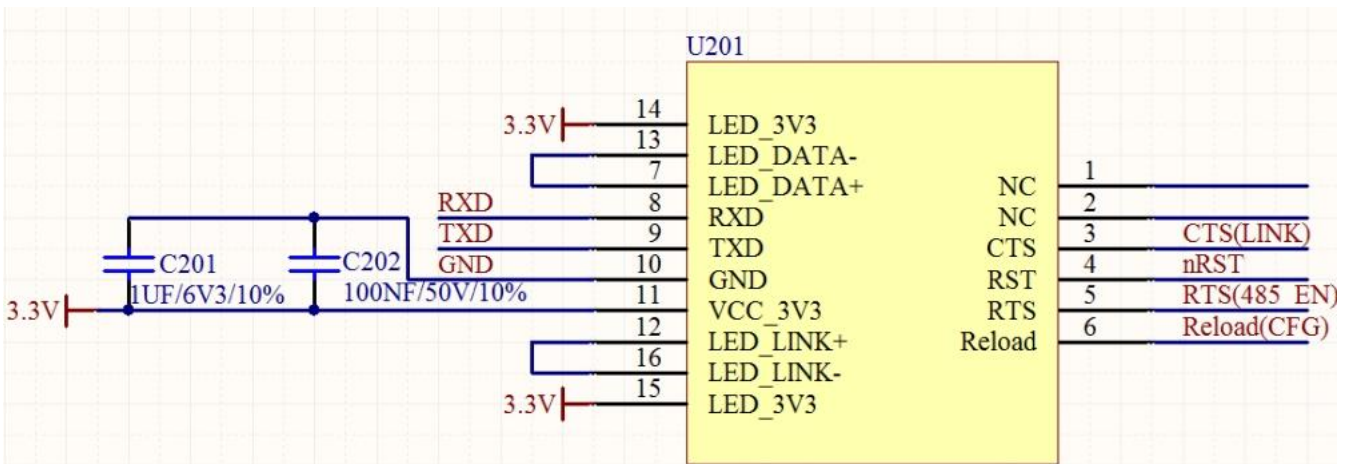 U201
14
3.3V
LED_3V3
13
LED_DATA-
7
LED_DATA+
1
NC
RXD
8
RXD
2
NC
TXD
9
TXD
3
CTS
CTS(LINK)
C201
1UF/6V3/10%
C202
100NF/50V/10%
GND
10
GND
4
RST
nRST
3.3V
11
VCC_3V3
5
RTS
RTS(485_EN)
12
LED_LINK+
6
Reload
Reload(CFG)
16
LED_LINK-
15
3.3V
LED_3V3